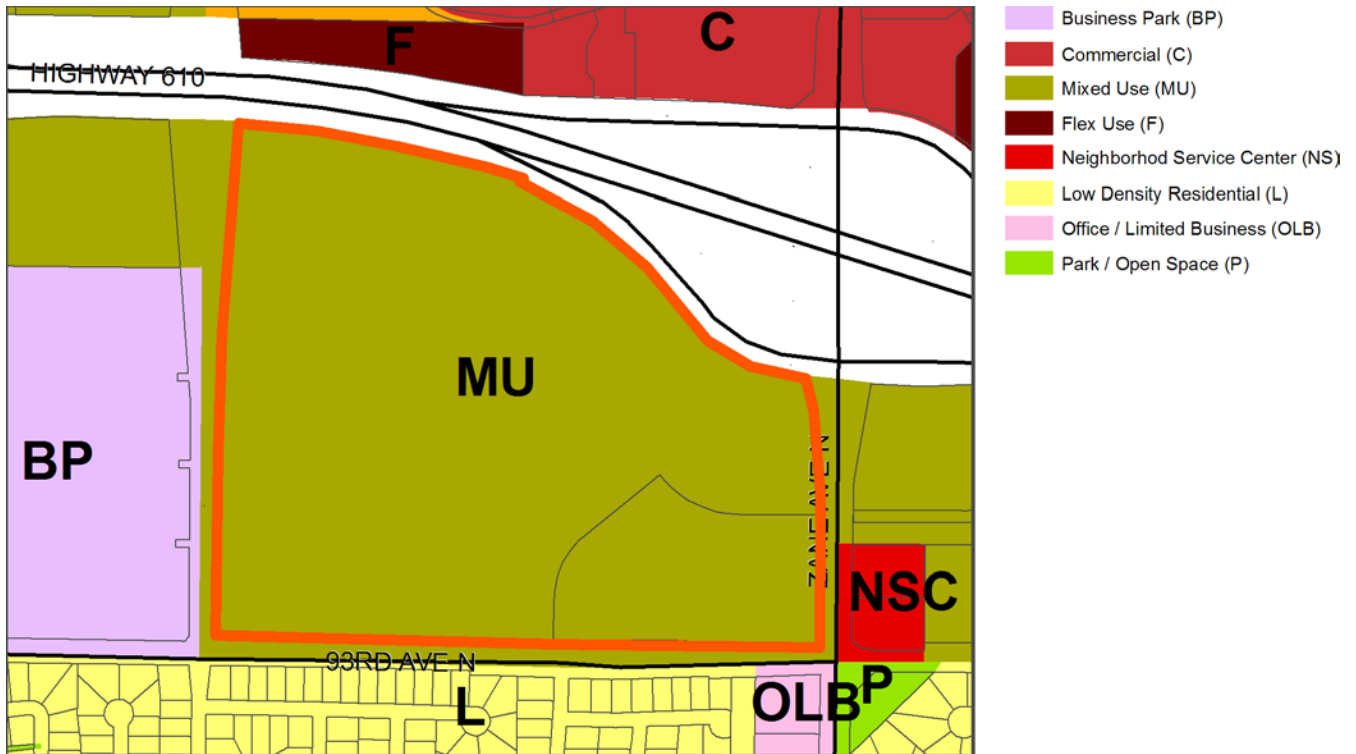 F
C
HIGHWAY 610
MU
BP
ZANE AVE N
NSC
93RD AVE N
L
OLB
P
Business Park (BP)
Commercial (C)
Mixed Use (MU)
Flex Use (F)
Neighborhod Service Center (NS)
Low Density Residential (L)
Office / Limited Business (OLB)
Park / Open Space (P)